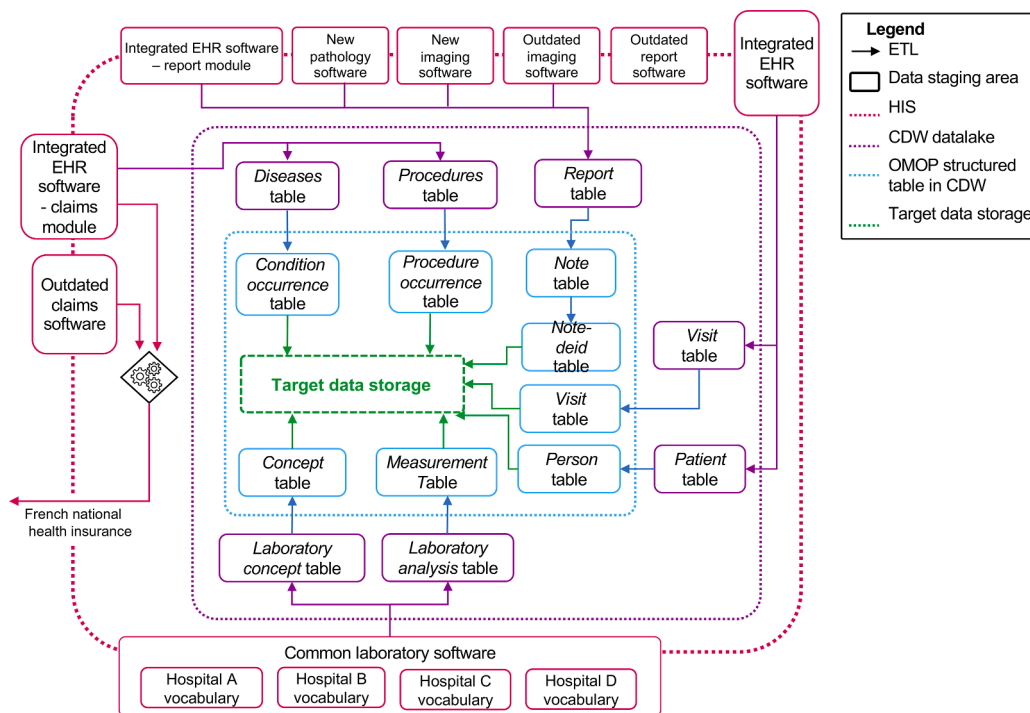 Integrated EHR software
– report module
New
pathology
software
New
imaging
software
Outdated
imaging
software
Outdated
report
software
Integrated
EHR
software
Legend
ETL
Data staging area
HIS
CDW datalake
OMOP structured
table in CDW
Target data storage
Integrated
EHR
software
- claims
module
Outdated
claims
software
French national
health insurance
Diseases
table
Procedures
table
Report
table
Condition
occurrence
table
Procedure
occurrence
table
Note
table
Note-
deid
table
Visit
table
Target data storage
Visit
table
Concept
table
Measurement
Table
Person
table
Patient
table
Laboratory
concept table
Laboratory
analysis table
Common laboratory software
Hospital A
vocabulary
Hospital B
vocabulary
Hospital C
vocabulary
Hospital D
vocabulary